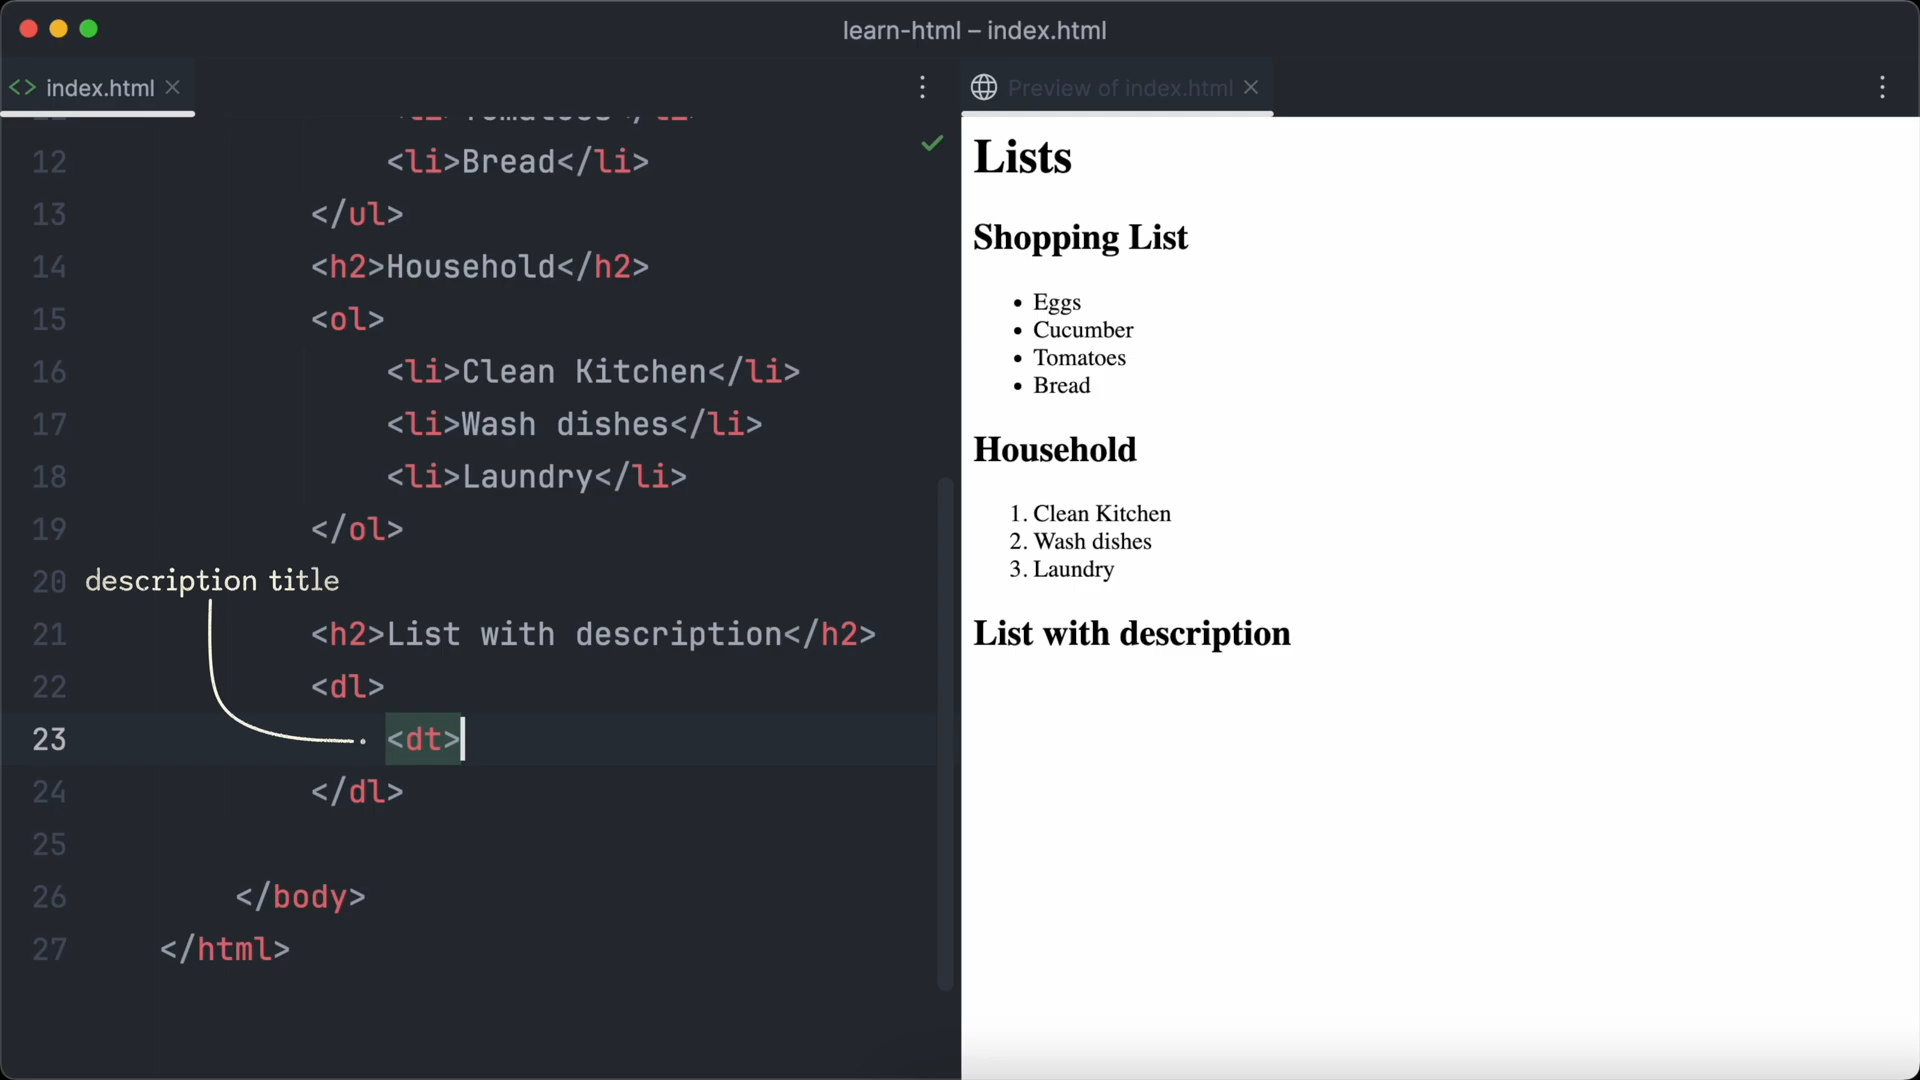 learn-html – index.html
<> index.html
Preview of index.html
12 <li>Bread</li>
13 </ul>
14 <h2>Household</h2>
15 <ol>
16 <li>Clean Kitchen</li>
17 <li>Wash dishes</li>
18 <li>Laundry</li>
19 </ol>
20 description title
21 <h2>List with description</h2>
22 <dl>
23 <dt>
24 </dl>
25
26 </body>
27 </html>
Lists
Shopping List
• Eggs
• Cucumber
• Tomatoes
• Bread
Household
1. Clean Kitchen
2. Wash dishes
3. Laundry
List with description